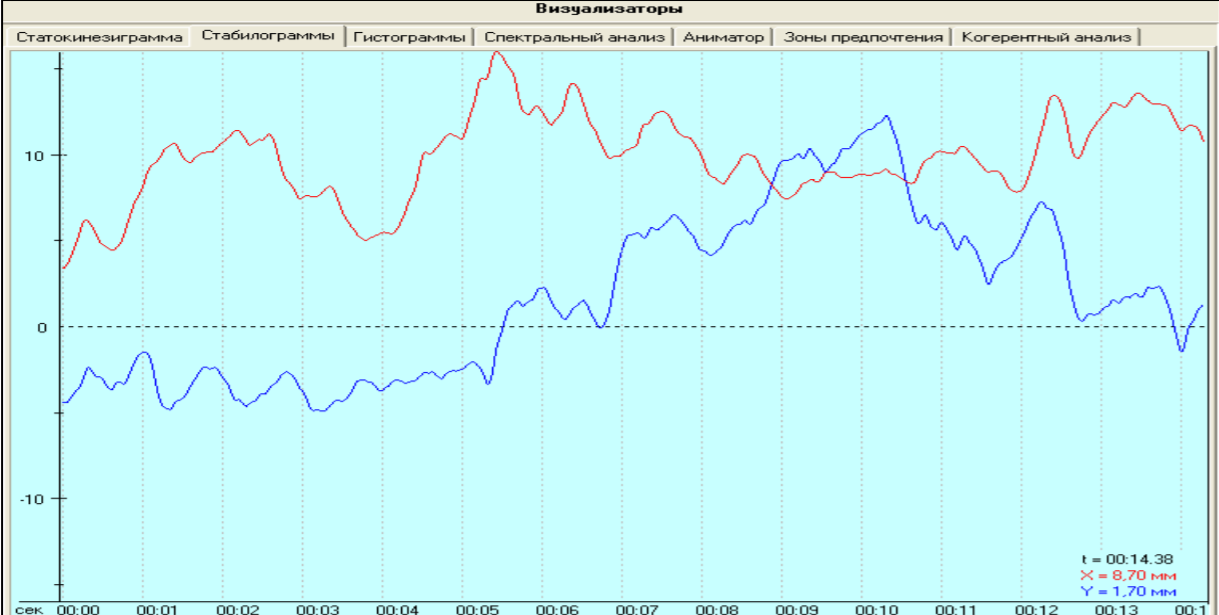 Визуализаторы
Статокинезиграмма Стабилограммы Гистограммы Спектральный анализ Аниматор Зоны предпочтения Когерентный анализ
10
0
-10
t = 00:14.38
X = 8,70 мм
Y = 1,70 мм
сек 00:00 00:01 00:02 00:03 00:04 00:05 00:06 00:07 00:08 00:09 00:10 00:11 00:12 00:13 00:1